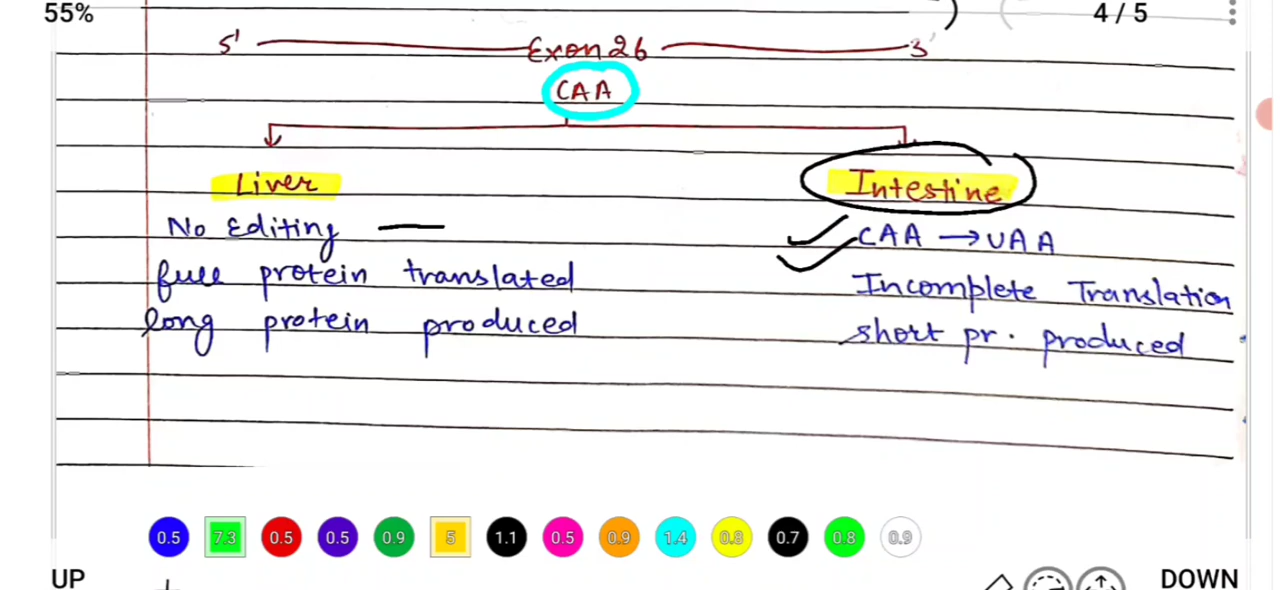 55%
4 / 5
5' Exon 26 3'
CAA
Liver
Intestine
No Editing
CAA → UAA
full protein translated
Incomplete Translation
long protein produced
short pr. produced
0.5 7.3 0.5 0.5 0.9 5 1.1 0.5 0.9 1.4 0.8 0.7 0.8 0.9
UP
DOWN